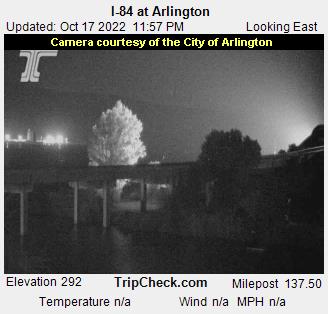 I-84 at Arlington
Updated: Oct 17 2022 11:57 PM Looking East
Camera courtesy of the City of Arlington
Elevation 292 TripCheck.com Milepost 137.50
Temperature n/a Wind n/a MPH n/a